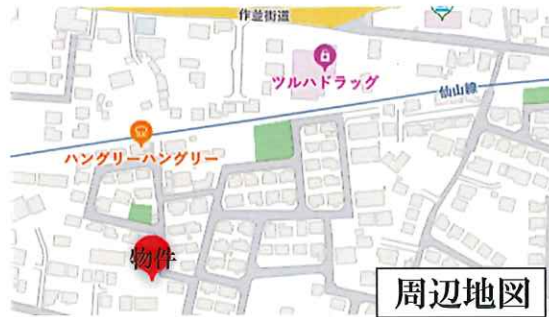 作並街道
ツルハドラッグ
仙山線
ハングリーハングリー
物件
周辺地図